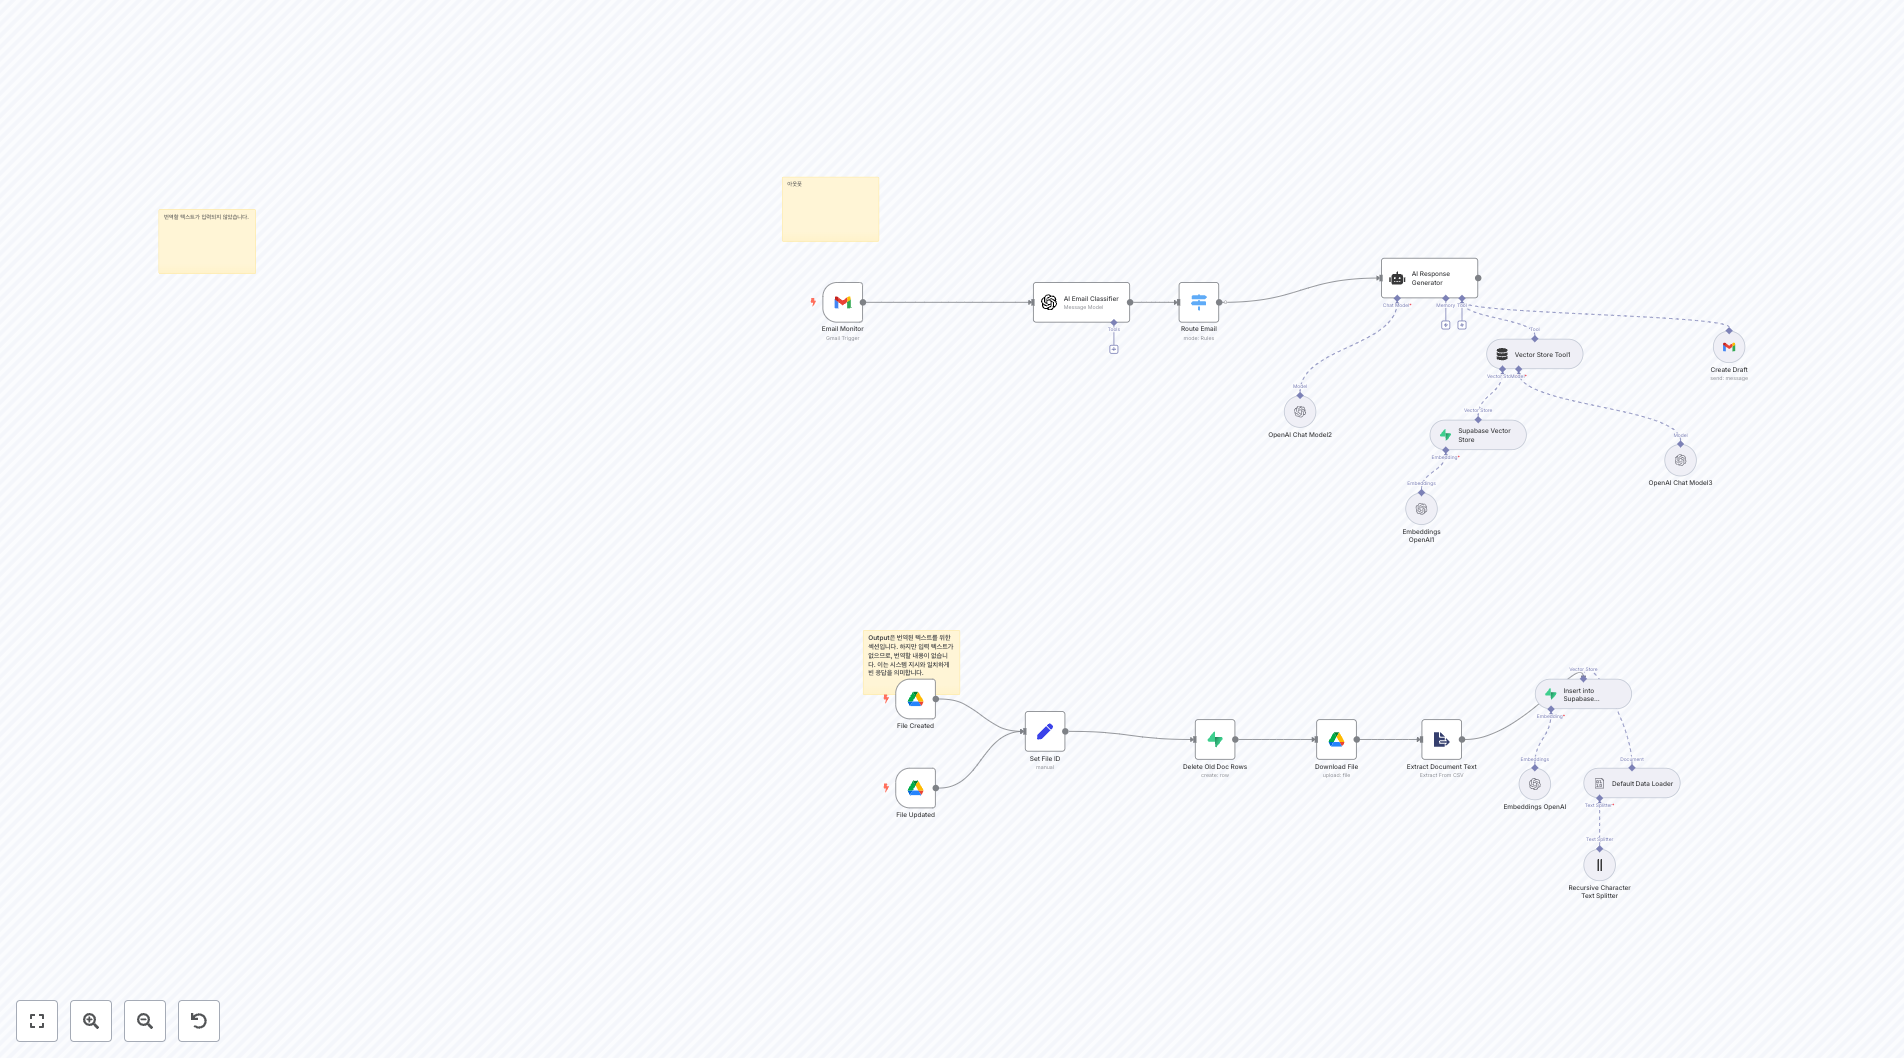 번역할 텍스트가 입력되지 않았습니다.
아웃풋
Email Monitor
Gmail Trigger
AI Email Classifier
Message Model
Tools
Route Email
mode: Rules
AI Response
Generator
Chat Model*
Memory
Tool
Tool
Vector Store Tool1
Model*
Create Draft
send: message
Model
OpenAI Chat Model2
Vector Store
Supabase Vector
Store
Embedding*
Model
OpenAI Chat Model3
Embeddings
Embeddings
OpenAI1
Output은 번역된 텍스트를 위한
섹션입니다. 하지만 입력 텍스트가
없으므로, 번역할 내용이 없습니
다. 이는 시스템 지시와 일치하게
빈 응답을 의미합니다.
File Created
File Updated
Set File ID
manual
Delete Old Doc Rows
create: row
Download File
upload: file
Extract Document Text
Extract From CSV
Vector Store
Insert into
Supabase...
Embedding*
Embeddings
Embeddings OpenAI
Document
Default Data Loader
Text Splitter*
Text Splitter
Recursive Character
Text Splitter